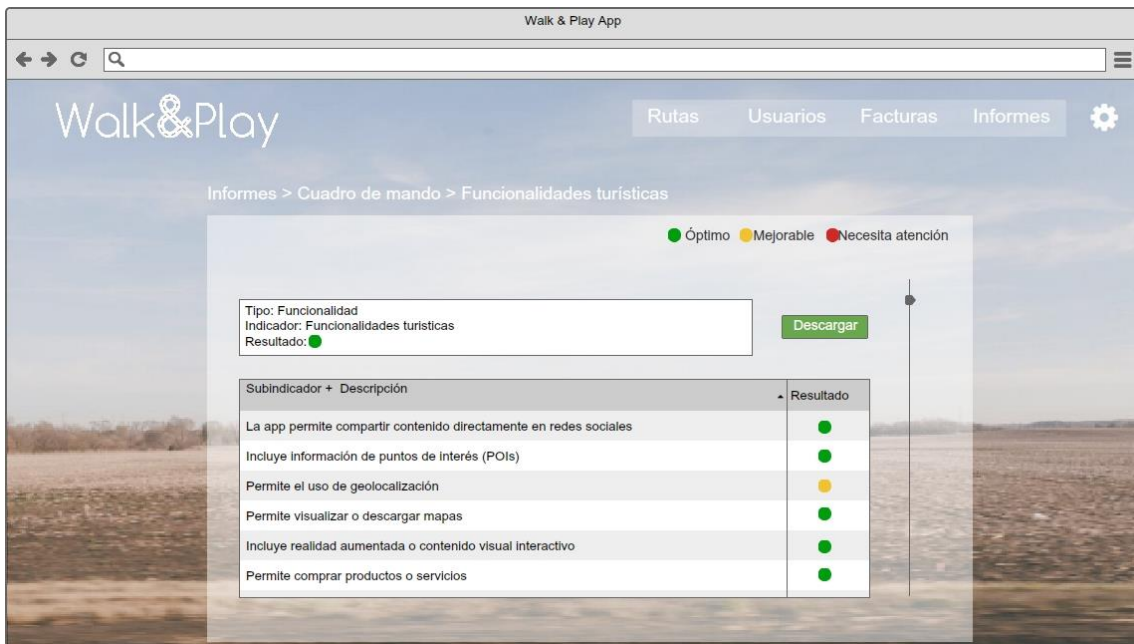 Walk & Play App
Walk&Play
Rutas Usuarios Facturas Informes
Informes > Cuadro de mando > Funcionalidades turísticas
Óptimo Mejorable Necesita atención
Tipo: Funcionalidad
Indicador: Funcionalidades turisticas
Resultado:
Descargar
Subindicador + Descripción Resultado
La app permite compartir contenido directamente en redes sociales
Incluye información de puntos de interés (POIs)
Permite el uso de geolocalización
Permite visualizar o descargar mapas
Incluye realidad aumentada o contenido visual interactivo
Permite comprar productos o servicios